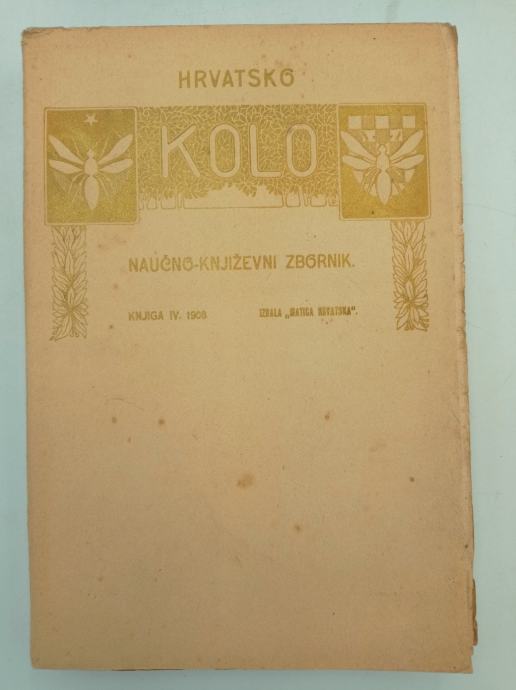 HRVATSKO
KOLO
NAUČNO-KNJIŽEVNI ZBORNIK.
KNJIGA IV. 1908 IZDALA „MATICA HRVATSKA“.